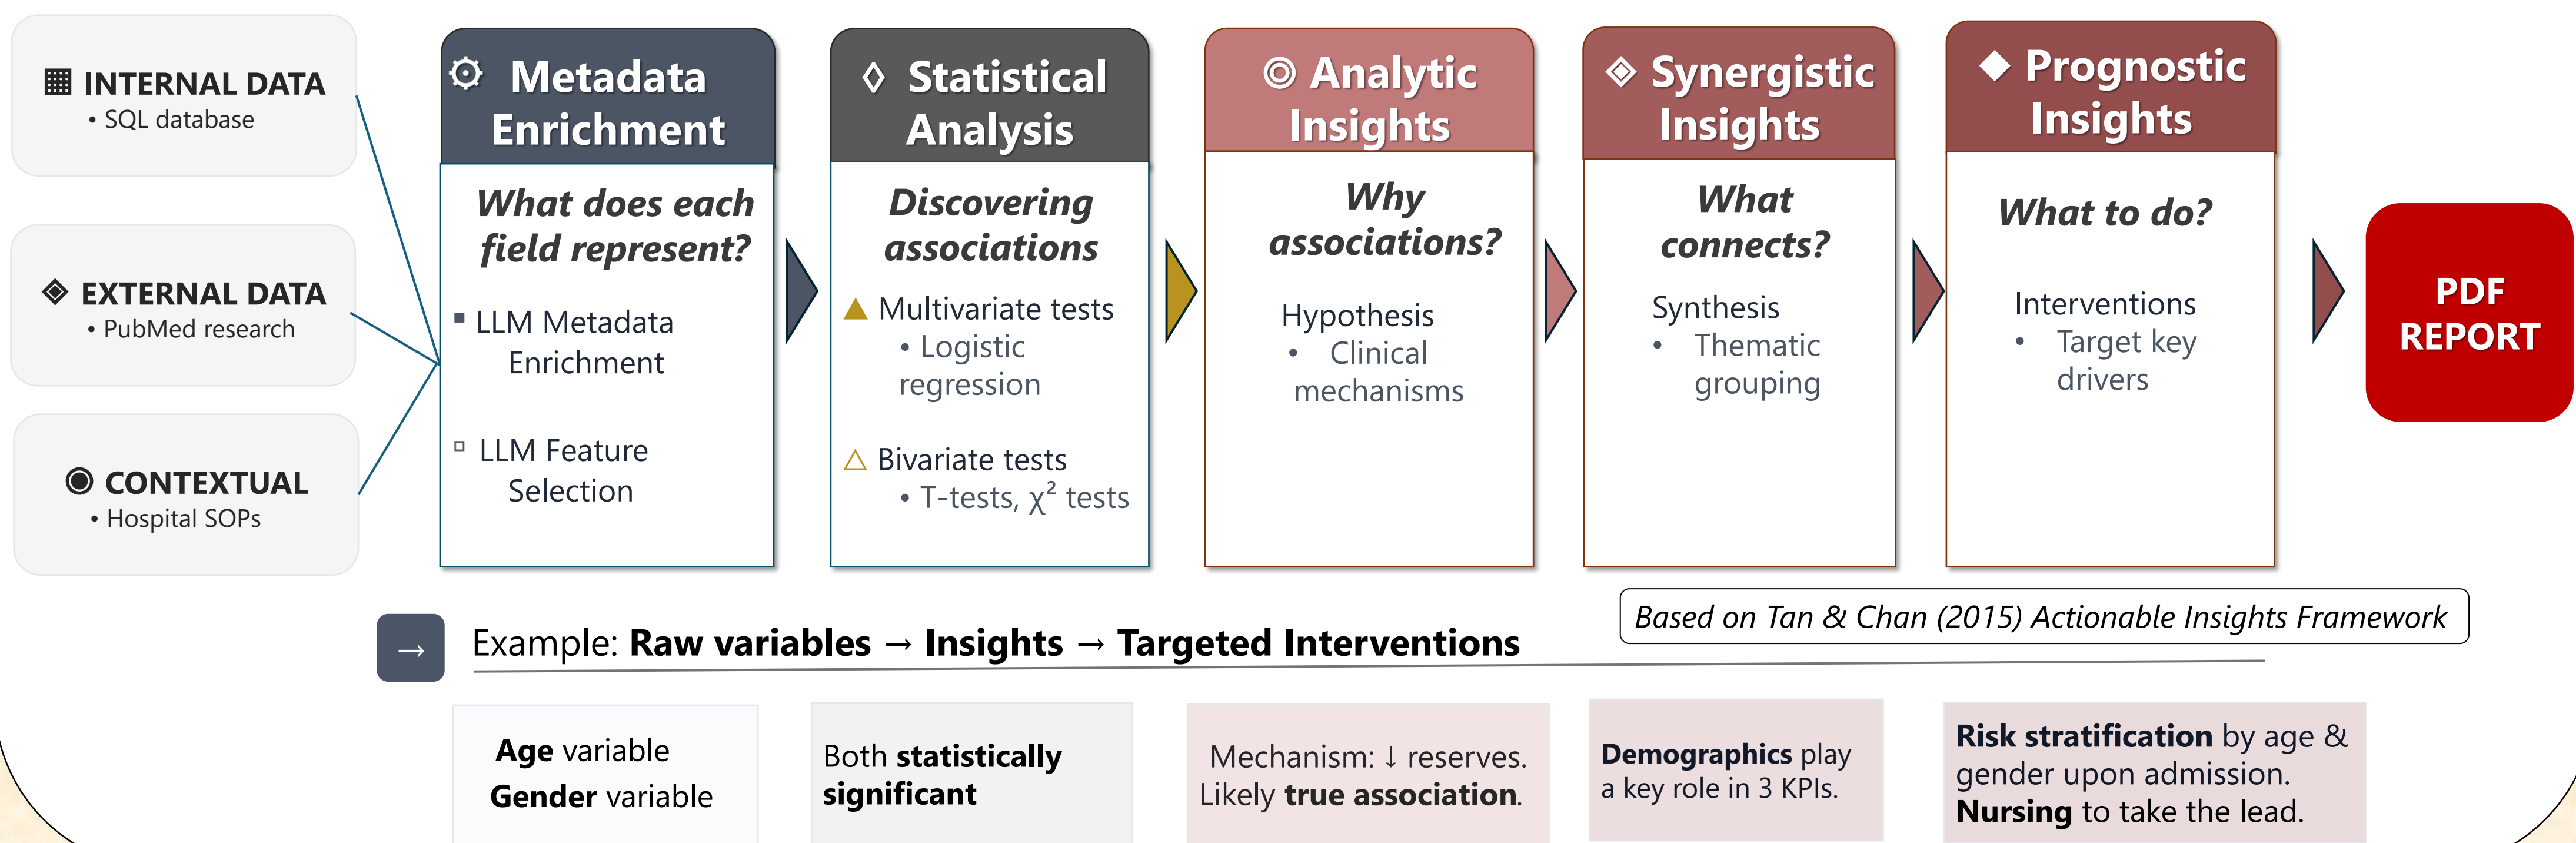 ▦ INTERNAL DATA
• SQL database
◈ EXTERNAL DATA
• PubMed research
◉ CONTEXTUAL
• Hospital SOPs
⚙ Metadata
Enrichment
What does each
field represent?
▪ LLM Metadata
Enrichment
▫ LLM Feature
Selection
◊ Statistical
Analysis
Discovering
associations
▲ Multivariate tests
• Logistic
regression
△ Bivariate tests
• T-tests, χ² tests
◎ Analytic
Insights
Why
associations?
Hypothesis
• Clinical
mechanisms
◈ Synergistic
Insights
What
connects?
Synthesis
• Thematic
grouping
◆ Prognostic
Insights
What to do?
Interventions
• Target key
drivers
PDF
REPORT
Based on Tan & Chan (2015) Actionable Insights Framework
→
Example: Raw variables → Insights → Targeted Interventions
Age variable
Gender variable
Both statistically
significant
Mechanism: ↓ reserves.
Likely true association.
Demographics play
a key role in 3 KPIs.
Risk stratification by age &
gender upon admission.
Nursing to take the lead.